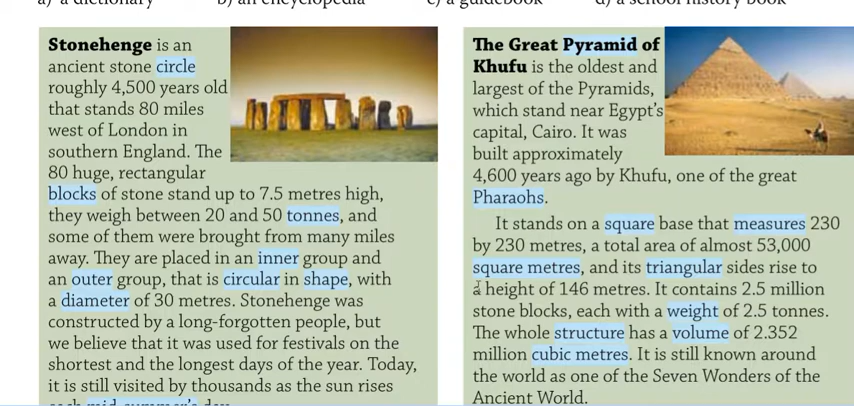 a) a dictionary b) an encyclopedia c) a guidebook d) a school history book
Stonehenge is an
ancient stone circle
roughly 4,500 years old
that stands 80 miles
west of London in
southern England. The
80 huge, rectangular
blocks of stone stand up to 7.5 metres high,
they weigh between 20 and 50 tonnes, and
some of them were brought from many miles
away. They are placed in an inner group and
an outer group, that is circular in shape, with
a diameter of 30 metres. Stonehenge was
constructed by a long-forgotten people, but
we believe that it was used for festivals on the
shortest and the longest days of the year. Today,
it is still visited by thousands as the sun rises
each mid-summer's day.
The Great Pyramid of
Khufu is the oldest and
largest of the Pyramids,
which stand near Egypt's
capital, Cairo. It was
built approximately
4,600 years ago by Khufu, one of the great
Pharaohs.
It stands on a square base that measures 230
by 230 metres, a total area of almost 53,000
square metres, and its triangular sides rise to
a height of 146 metres. It contains 2.5 million
stone blocks, each with a weight of 2.5 tonnes.
The whole structure has a volume of 2.352
million cubic metres. It is still known around
the world as one of the Seven Wonders of the
Ancient World.